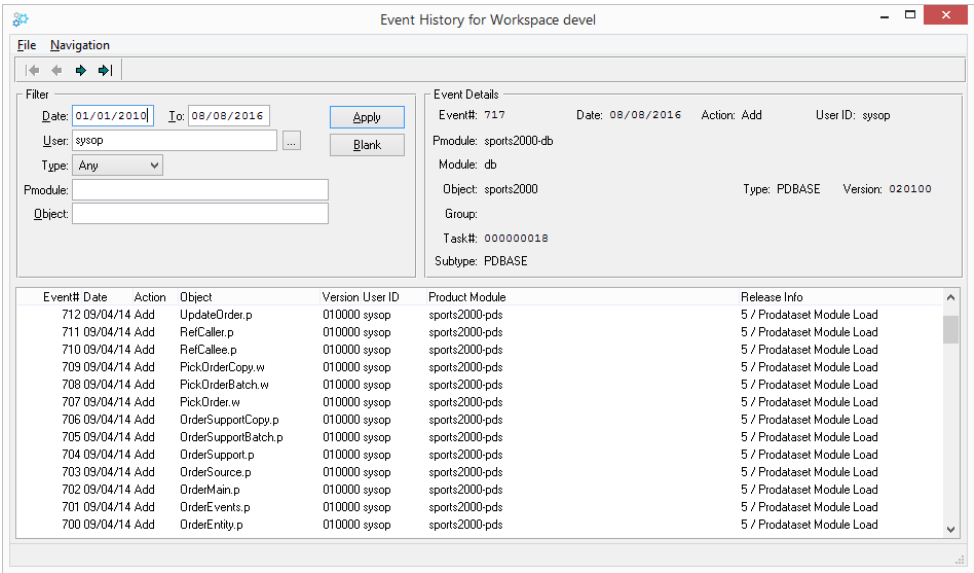 Event History for Workspace devel
File Navigation
Filter
Date: 01/01/2010 To: 08/08/2016 Apply
User: sysop ... Blank
Type: Any
Pmodule:
Object:
Event Details
Event#: 717 Date: 08/08/2016 Action: Add User ID: sysop
Pmodule: sports2000-db
Module: db
Object: sports2000 Type: PDBASE Version: 020100
Group:
Task#: 000000018
Subtype: PDBASE
Event# Date Action Object Version User ID Product Module Release Info
712 09/04/14 Add UpdateOrder.p 010000 sysop sports2000-pds 5 / Prodataset Module Load
711 09/04/14 Add RefCaller.p 010000 sysop sports2000-pds 5 / Prodataset Module Load
710 09/04/14 Add RefCallee.p 010000 sysop sports2000-pds 5 / Prodataset Module Load
709 09/04/14 Add PickOrderCopy.w 010000 sysop sports2000-pds 5 / Prodataset Module Load
708 09/04/14 Add PickOrderBatch.w 010000 sysop sports2000-pds 5 / Prodataset Module Load
707 09/04/14 Add PickOrder.w 010000 sysop sports2000-pds 5 / Prodataset Module Load
706 09/04/14 Add OrderSupportCopy.p 010000 sysop sports2000-pds 5 / Prodataset Module Load
705 09/04/14 Add OrderSupportBatch.p 010000 sysop sports2000-pds 5 / Prodataset Module Load
704 09/04/14 Add OrderSupport.p 010000 sysop sports2000-pds 5 / Prodataset Module Load
703 09/04/14 Add OrderSource.p 010000 sysop sports2000-pds 5 / Prodataset Module Load
702 09/04/14 Add OrderMain.p 010000 sysop sports2000-pds 5 / Prodataset Module Load
701 09/04/14 Add OrderEvents.p 010000 sysop sports2000-pds 5 / Prodataset Module Load
700 09/04/14 Add OrderEntity.p 010000 sysop sports2000-pds 5 / Prodataset Module Load